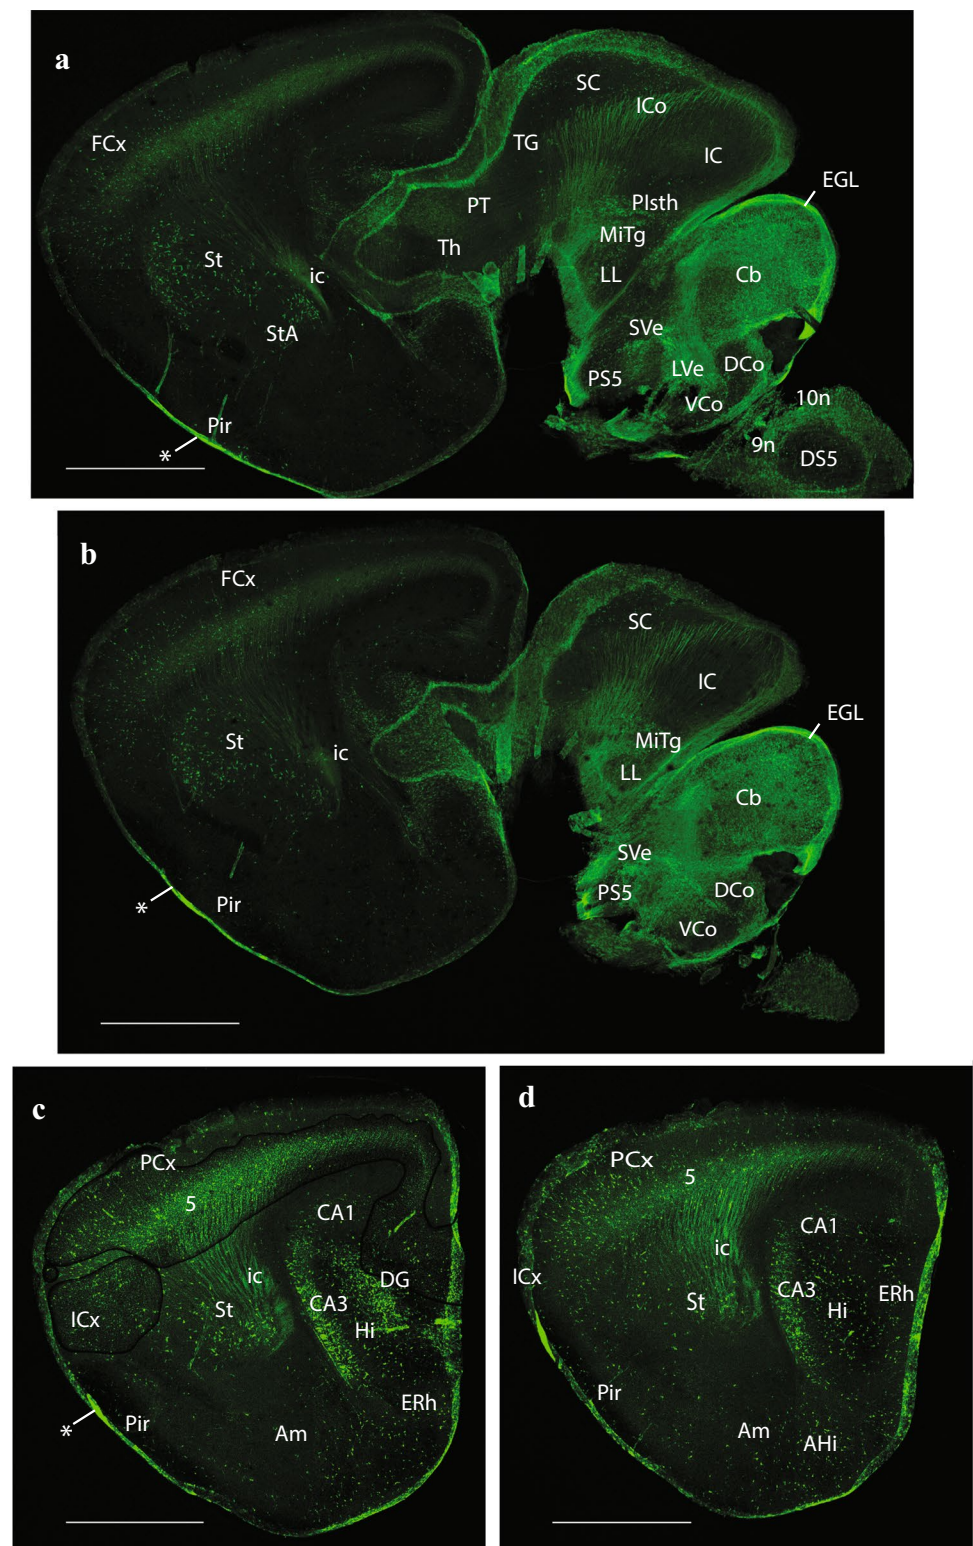 a
SC
ICo
FCx
TG
IC
EGL
PIsth
PT
MiTg
Th
St
ic
LL
Cb
StA
SVe
DCo
LVe
PS5
VCo
10n
Pir
9n
*
DS5
b
FCx
SC
IC
EGL
St
MiTg
ic
LL
Cb
SVe
PS5
DCo
*
Pir
VCo
c
PCx
5
CA1
ic
DG
CA3
St
ICx
Hi
ERh
Pir
*
Am
d
PCx
5
CA1
ic
ICx
CA3
ERh
St
Hi
Pir
Am
AHi